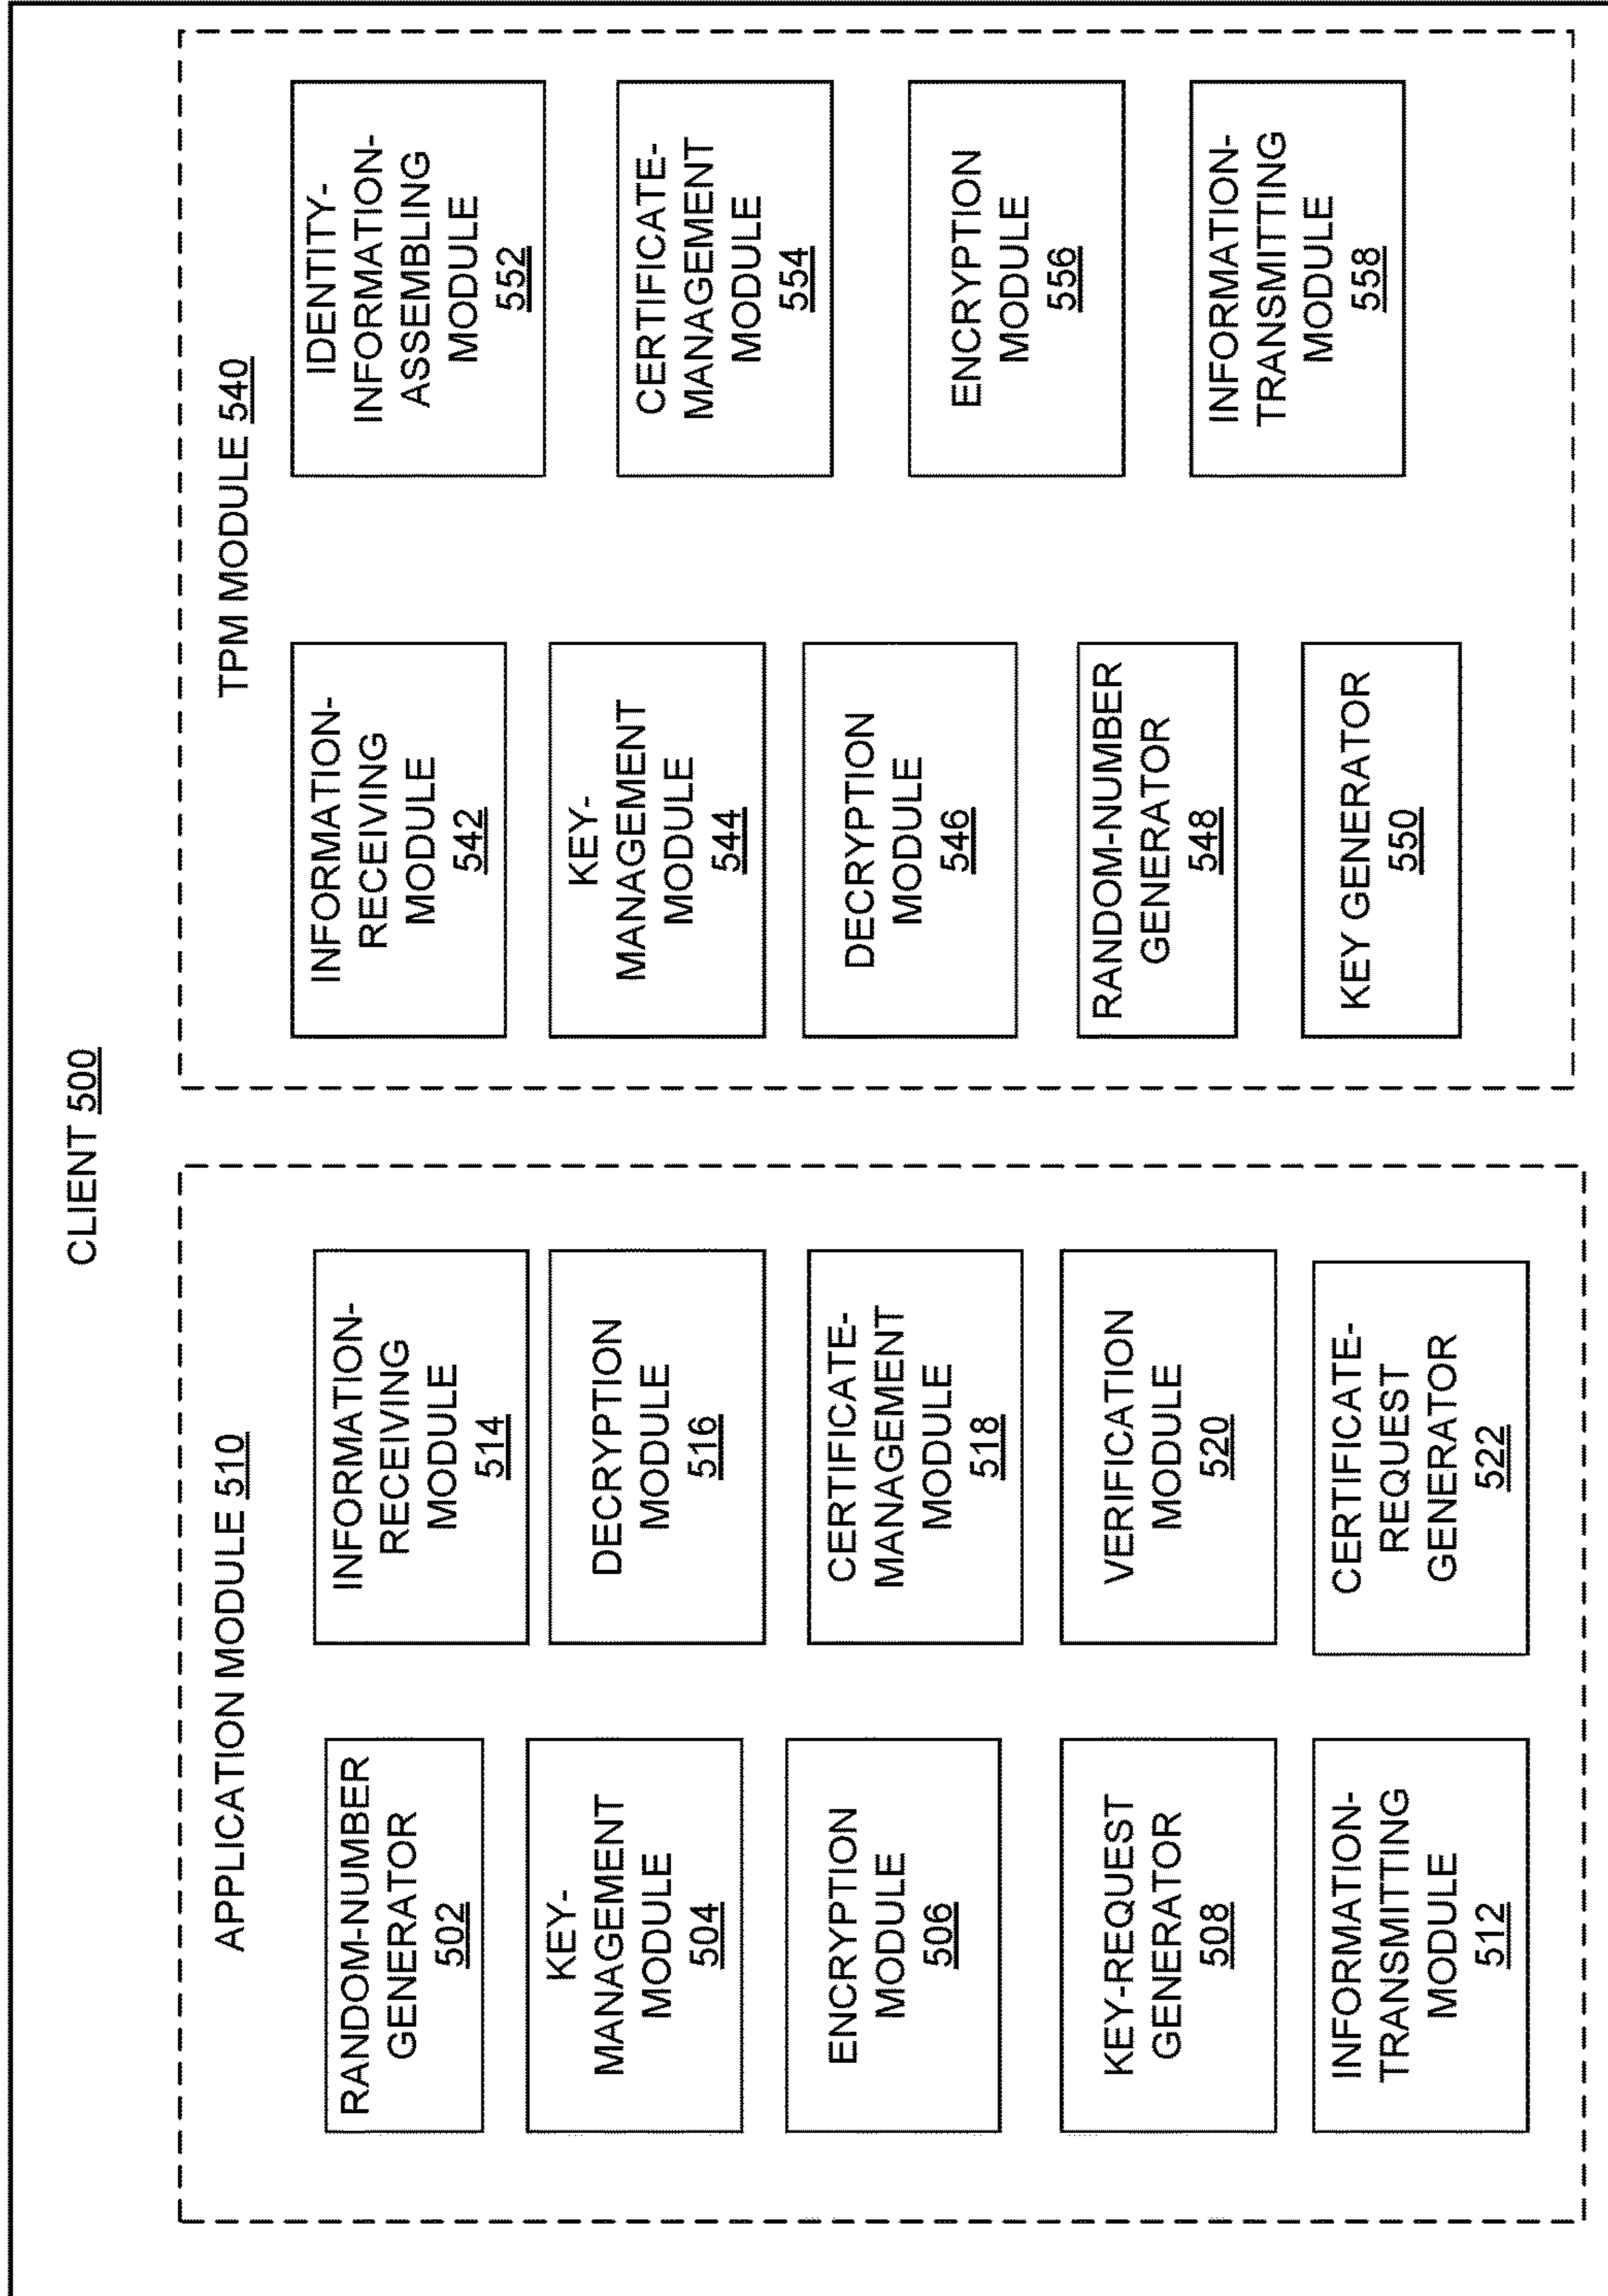 CLIENT 500
APPLICATION MODULE 510
RANDOM-NUMBER
GENERATOR
502
KEY-
MANAGEMENT
MODULE
504
ENCRYPTION
MODULE
506
KEY-REQUEST
GENERATOR
508
INFORMATION-
TRANSMITTING
MODULE
512
INFORMATION-
RECEIVING
MODULE
514
DECRYPTION
MODULE
516
CERTIFICATE-
MANAGEMENT
MODULE
518
VERIFICATION
MODULE
520
CERTIFICATE-
REQUEST
GENERATOR
522
TPM MODULE 540
INFORMATION-
RECEIVING
MODULE
542
KEY-
MANAGEMENT
MODULE
544
DECRYPTION
MODULE
546
RANDOM-NUMBER
GENERATOR
548
KEY GENERATOR
550
IDENTITY-
INFORMATION-
ASSEMBLING
MODULE
552
CERTIFICATE-
MANAGEMENT
MODULE
554
ENCRYPTION
MODULE
556
INFORMATION-
TRANSMITTING
MODULE
558